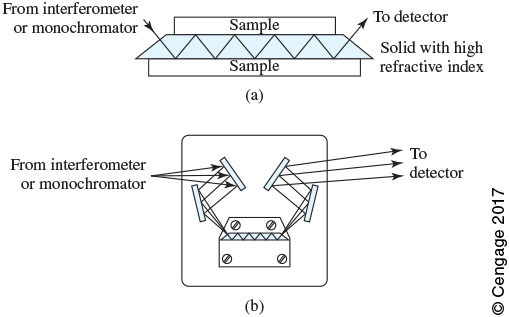 From interferometer
or monochromator
Sample
To detector
Solid with high
refractive index
Sample
(a)
From interferometer
or monochromator
To
detector
(b)
© Cengage 2017